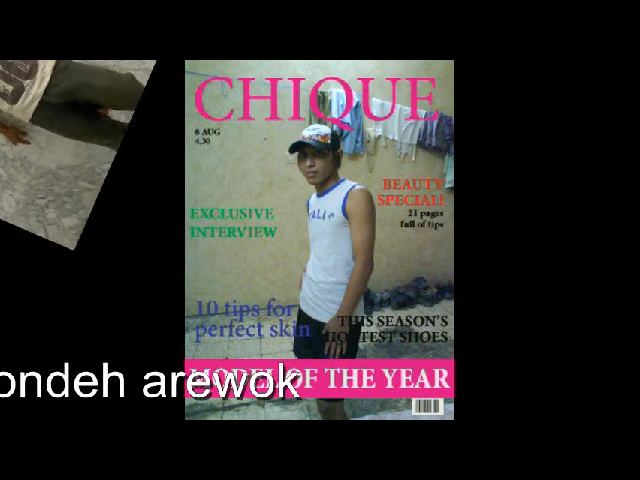 CHIQUE
8 AUG
4,30
BEAUTY
SPECIAL!
21 pages
full of tips
EXCLUSIVE
INTERVIEW
10 tips for
perfect skin
THIS SEASON'S
HOTTEST SHOES
MODEL OF THE YEAR
ondeh arewok